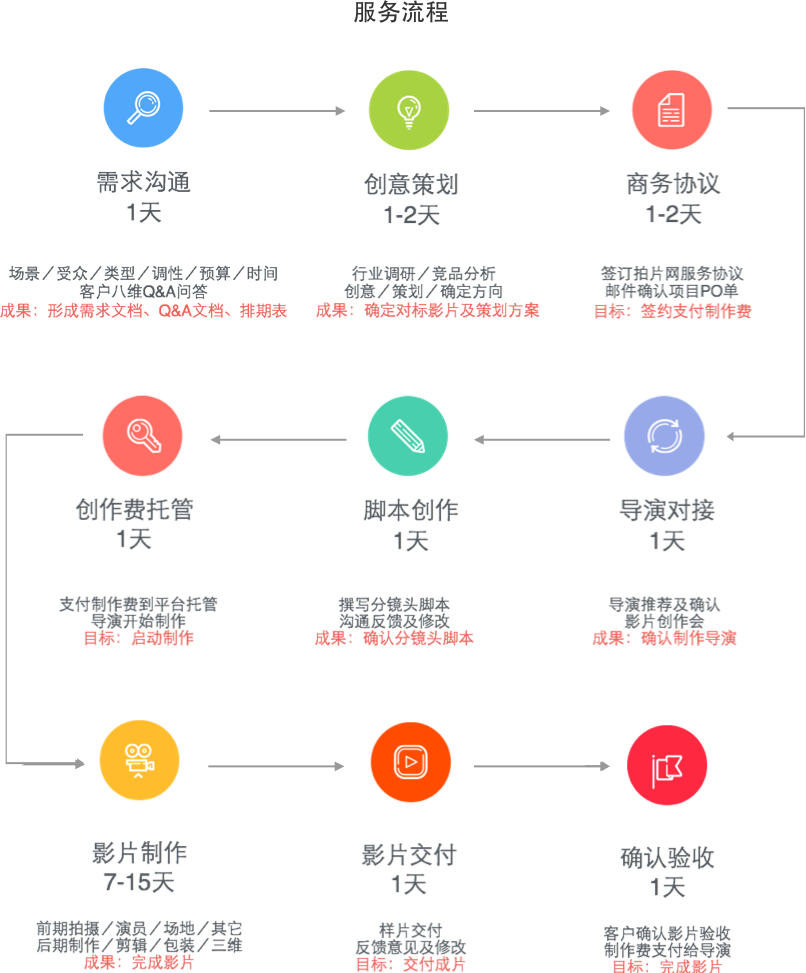 服务流程
需求沟通
1天
场景／受众／类型／调性／预算／时间
客户八维Q&A问答
成果：形成需求文档、Q&A文档、排期表
创意策划
1-2天
行业调研／竞品分析
创意／策划／确定方向
成果：确定对标影片及策划方案
商务协议
1-2天
签订拍片网服务协议
邮件确认项目PO单
目标：签约支付制作费
导演对接
1天
导演推荐及确认
影片创作会
成果：确认制作导演
脚本创作
1天
撰写分镜头脚本
沟通反馈及修改
成果：确认分镜头脚本
创作费托管
1天
支付制作费到平台托管
导演开始制作
目标：启动制作
影片制作
7-15天
前期拍摄／演员／场地／其它
后期制作／剪辑／包装／三维
成果：完成影片
影片交付
1天
样片交付
反馈意见及修改
目标：交付成片
确认验收
1天
客户确认影片验收
制作费支付给导演
目标：完成影片